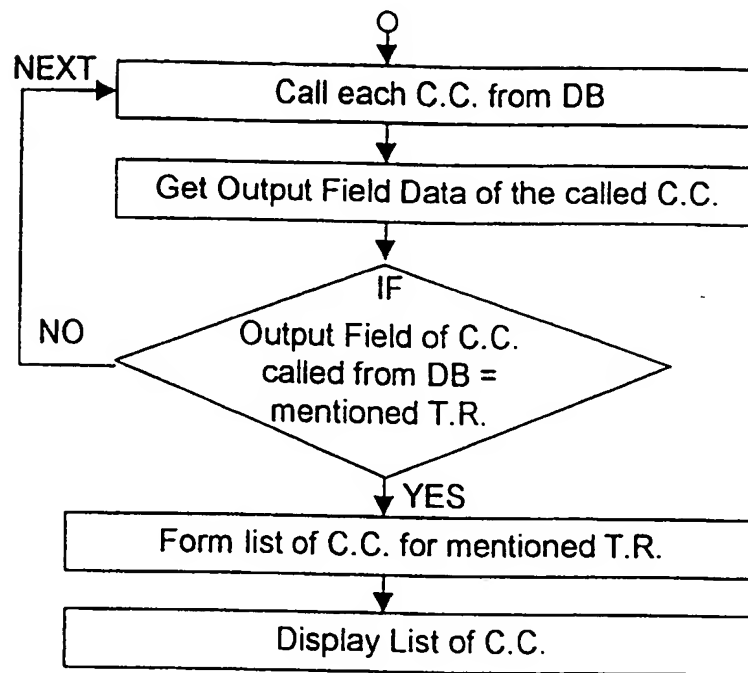 NEXT
Call each C.C. from DB
Get Output Field Data of the called C.C.
IF
NO
Output Field of C.C.
called from DB =
mentioned T.R.
YES
Form list of C.C. for mentioned T.R.
Display List of C.C.